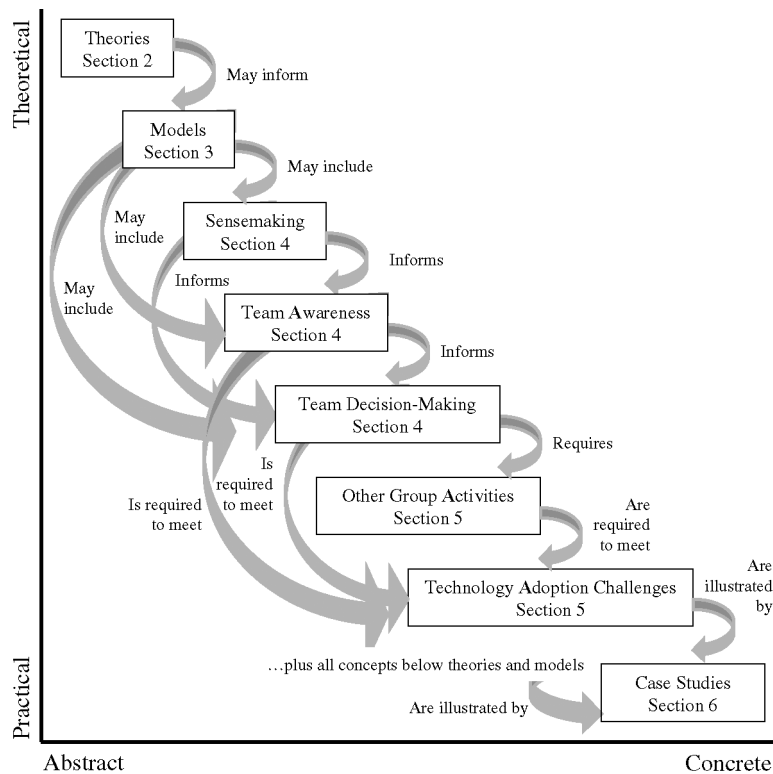 Theoretical
Theories
Section 2
May inform
Models
Section 3
May include
Sensemaking
Section 4
May
include
Informs
Informs
May
include
Team Awareness
Section 4
Informs
Team Decision-Making
Section 4
Requires
Is
required
to meet
Is required
to meet
Other Group Activities
Section 5
Are
required
to meet
Technology Adoption Challenges
Section 5
Are
illustrated
by
…plus all concepts below theories and models
Are illustrated by
Case Studies
Section 6
Practical
Abstract
Concrete